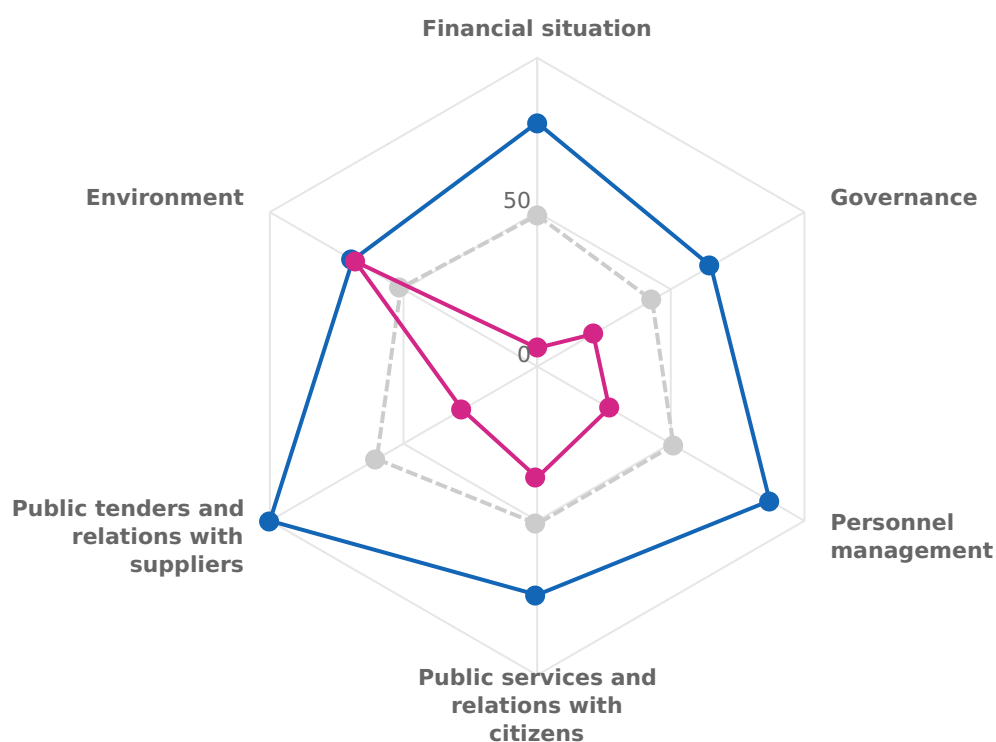 Financial situation
Environment
50
Governance
0
Public tenders and
relations with
suppliers
Personnel
management
Public services and
relations with
citizens